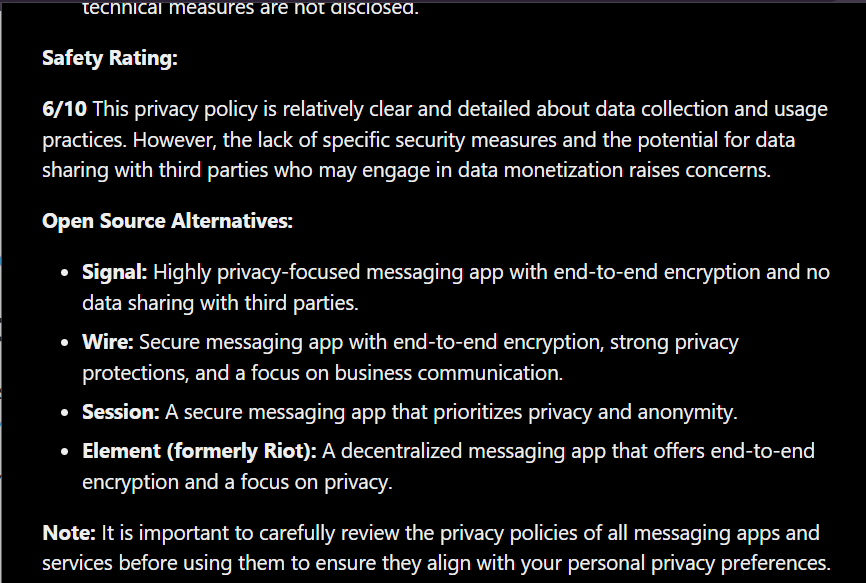 technical measures are not disclosed.
Safety Rating:
6/10 This privacy policy is relatively clear and detailed about data collection and usage
practices. However, the lack of specific security measures and the potential for data
sharing with third parties who may engage in data monetization raises concerns.
Open Source Alternatives:
• Signal: Highly privacy-focused messaging app with end-to-end encryption and no
data sharing with third parties.
• Wire: Secure messaging app with end-to-end encryption, strong privacy
protections, and a focus on business communication.
• Session: A secure messaging app that prioritizes privacy and anonymity.
• Element (formerly Riot): A decentralized messaging app that offers end-to-end
encryption and a focus on privacy.
Note: It is important to carefully review the privacy policies of all messaging apps and
services before using them to ensure they align with your personal privacy preferences.